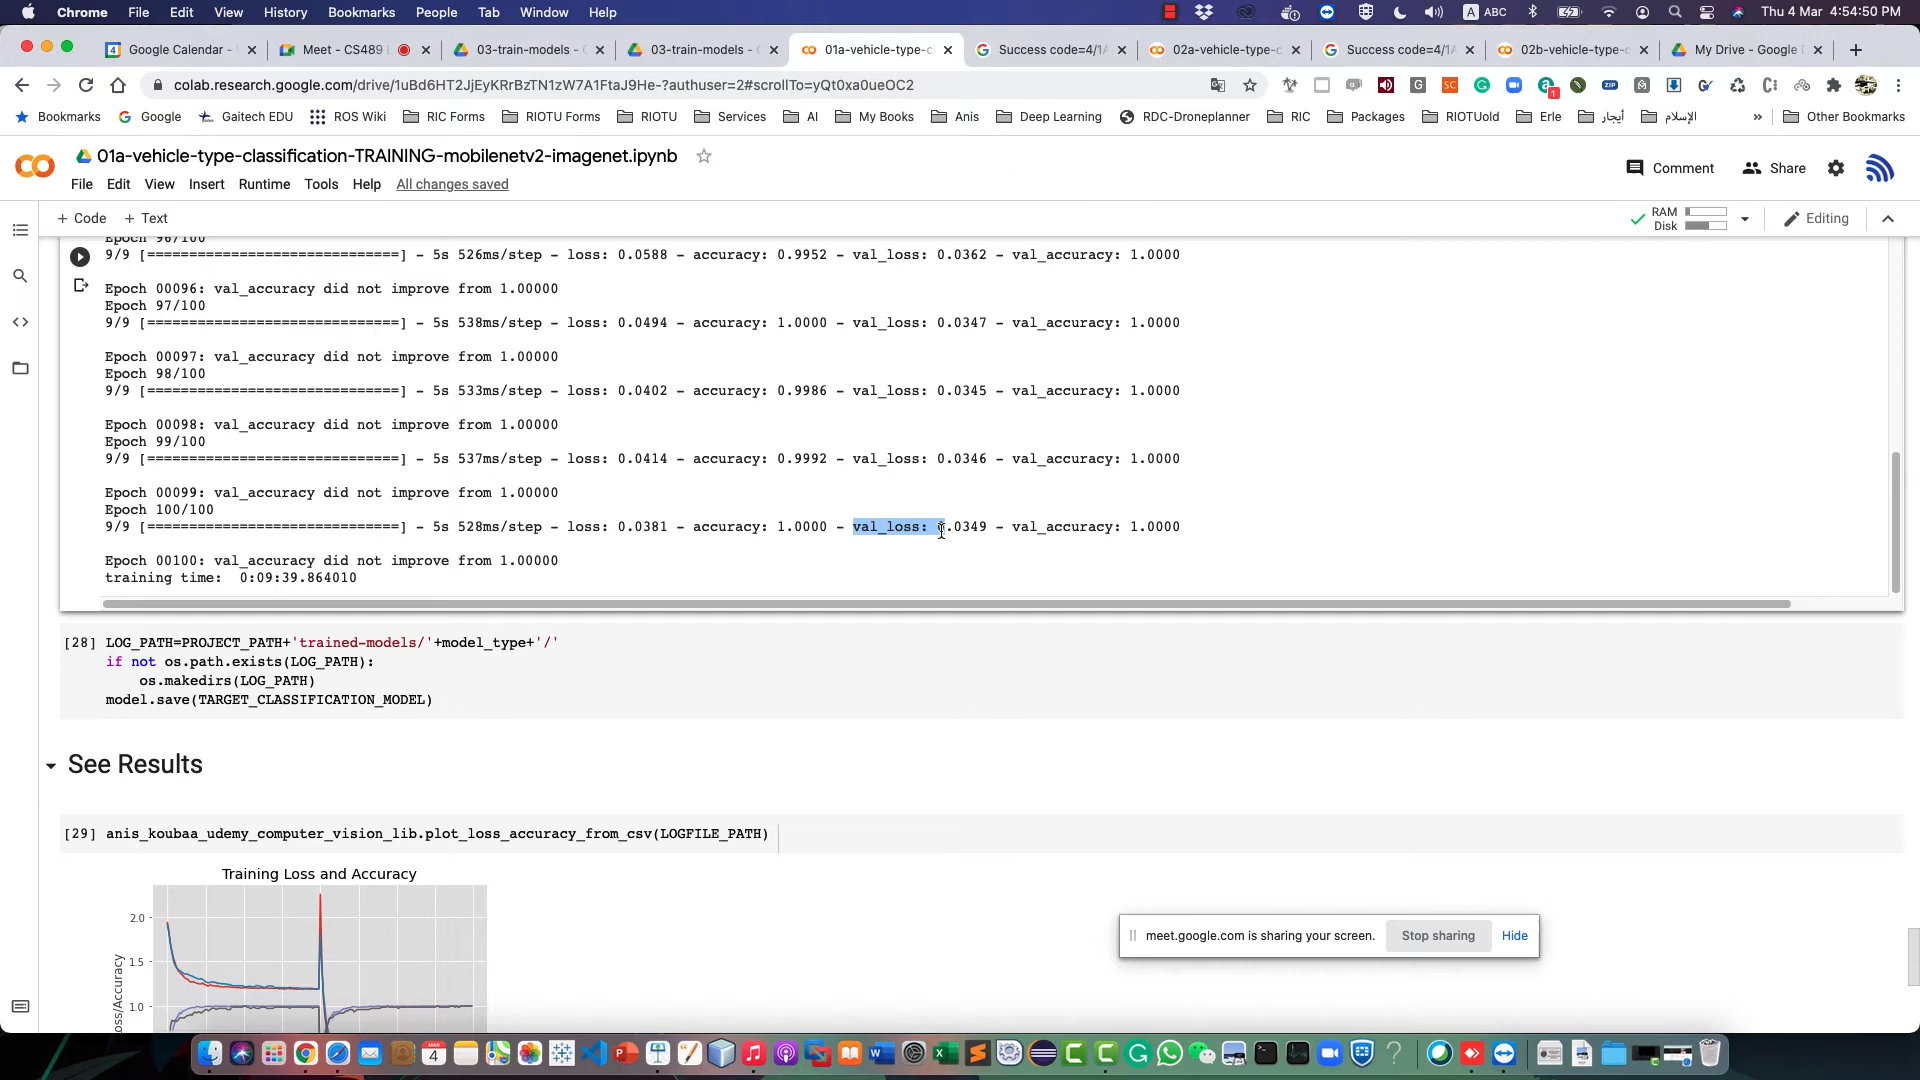 Chrome File Edit View History Bookmarks People Tab Window Help ABC Thu 4 Mar 4:54:50 PM
Google Calendar - Meet - CS489 03-train-models - 03-train-models - 01a-vehicle-type-c Success code=4/1A 02a-vehicle-type-c Success code=4/1A 02b-vehicle-type-c My Drive - Google
colab.research.google.com/drive/1uBd6HT2JjEyKRrBzTN1zW7A1FtaJ9He-?authuser=2#scrollTo=yQt0xa0ueOC2
Bookmarks Google Gaitech EDU ROS Wiki RIC Forms RIOTU Forms RIOTU Services AI My Books Anis Deep Learning RDC-Droneplanner RIC Packages RIOTUold Erle أيجار الإسلام » Other Bookmarks
01a-vehicle-type-classification-TRAINING-mobilenetv2-imagenet.ipynb
Comment Share
File Edit View Insert Runtime Tools Help All changes saved
+ Code + Text RAM Disk Editing
Epoch 96/100
9/9 [==============================] - 5s 526ms/step - loss: 0.0588 - accuracy: 0.9952 - val_loss: 0.0362 - val_accuracy: 1.0000
Epoch 00096: val_accuracy did not improve from 1.00000
Epoch 97/100
9/9 [==============================] - 5s 538ms/step - loss: 0.0494 - accuracy: 1.0000 - val_loss: 0.0347 - val_accuracy: 1.0000
Epoch 00097: val_accuracy did not improve from 1.00000
Epoch 98/100
9/9 [==============================] - 5s 533ms/step - loss: 0.0402 - accuracy: 0.9986 - val_loss: 0.0345 - val_accuracy: 1.0000
Epoch 00098: val_accuracy did not improve from 1.00000
Epoch 99/100
9/9 [==============================] - 5s 537ms/step - loss: 0.0414 - accuracy: 0.9992 - val_loss: 0.0346 - val_accuracy: 1.0000
Epoch 00099: val_accuracy did not improve from 1.00000
Epoch 100/100
9/9 [==============================] - 5s 528ms/step - loss: 0.0381 - accuracy: 1.0000 - val_loss: 0.0349 - val_accuracy: 1.0000
Epoch 00100: val_accuracy did not improve from 1.00000
training time:  0:09:39.864010
[28] LOG_PATH=PROJECT_PATH+'trained-models/'+model_type+'/'
if not os.path.exists(LOG_PATH):
os.makedirs(LOG_PATH)
model.save(TARGET_CLASSIFICATION_MODEL)
See Results
[29] anis_koubaa_udemy_computer_vision_lib.plot_loss_accuracy_from_csv(LOGFILE_PATH)
Training Loss and Accuracy
2.0
1.5
1.0
oss/Accuracy
meet.google.com is sharing your screen. Stop sharing Hide